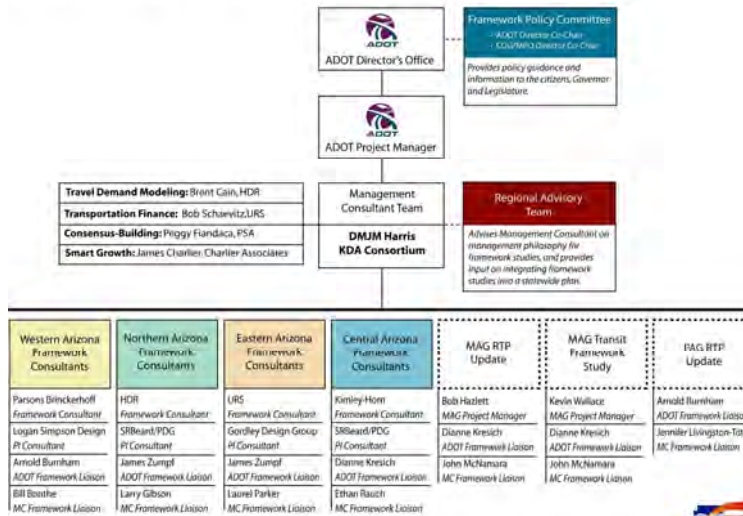 ADOT
ADOT Director's Office
Framework Policy Committee
- ADOT Director Co-Chair
- COG/MPO Director Co-Chair
Provides policy guidance and
information to the citizens, Governor
and Legislature.
ADOT
ADOT Project Manager
Travel Demand Modeling: Brent Cain, HDR
Transportation Finance: Bob Schaevitz, URS
Consensus-Building: Peggy Fiandaca, PSA
Smart Growth: James Charlier, Charlier Associates
Management
Consultant Team
DMJM Harris
KDA Consortium
Regional Advisory
Team
Advises Management Consultant on
management philosophy for
framework studies, and provides
input on integrating framework
studies into a statewide plan.
Western Arizona
Framework
Consultants
Parsons Brinckerhoff
Framework Consultant
Logan Simpson Design
PI Consultant
Arnold Burnham
ADOT Framework Liaison
Bill Boothe
MC Framework Liaison
Northern Arizona
Framework
Consultants
HDR
Framework Consultant
SRBeard/PDG
PI Consultant
James Zumpf
ADOT Framework Liaison
Larry Gibson
MC Framework Liaison
Eastern Arizona
Framework
Consultants
URS
Framework Consultant
Gordley Design Group
PI Consultant
James Zumpf
ADOT Framework Liaison
Laurel Parker
MC Framework Liaison
Central Arizona
Framework
Consultants
Kimley-Horn
Framework Consultant
SRBeard/PDG
PI Consultant
Dianne Kresich
ADOT Framework Liaison
Ethan Rauch
MC Framework Liaison
MAG RTP
Update
Bob Hazlett
MAG Project Manager
Dianne Kresich
ADOT Framework Liaison
John McNamara
MC Framework Liaison
MAG Transit
Framework
Study
Kevin Wallace
MAG Project Manager
Dianne Kresich
ADOT Framework Liaison
John McNamara
MC Framework Liaison
PAG RTP
Update
Arnold Burnham
ADOT Framework Liaiso
Jennifer Livingston-Tot
MC Framework Liaison